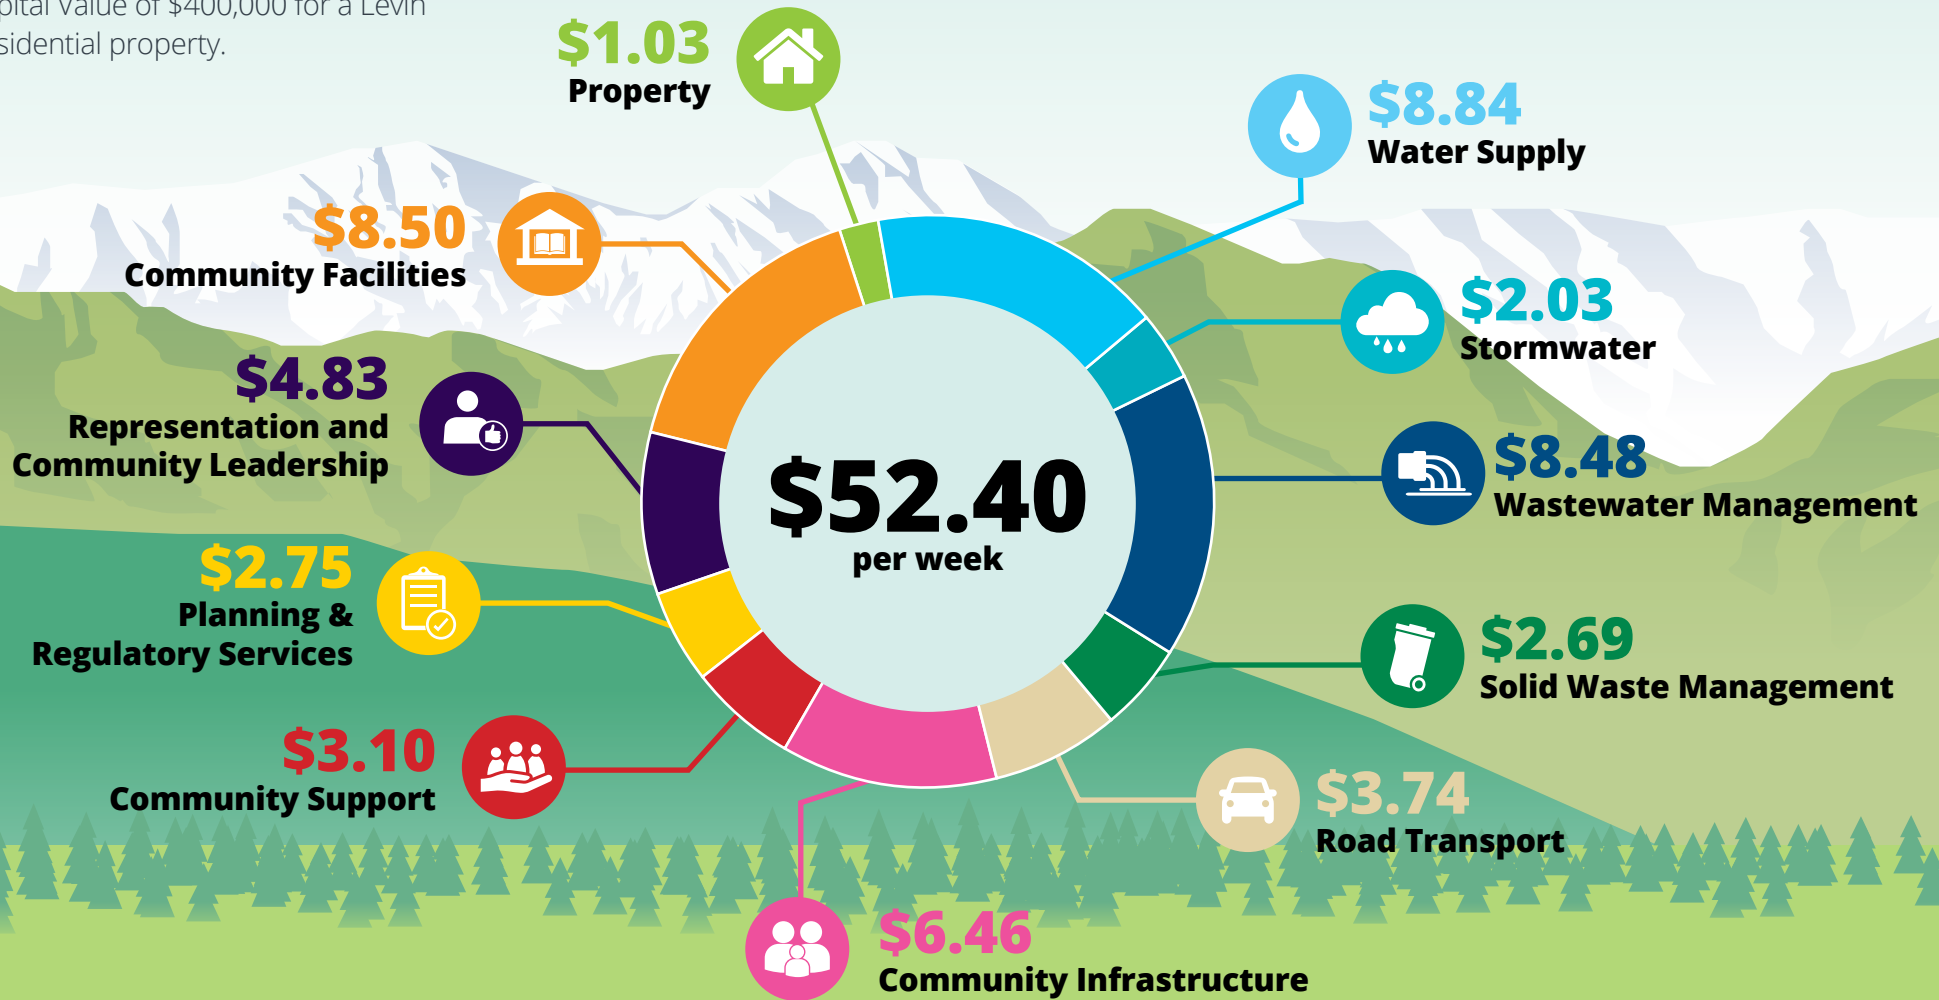 Value of $400,000 for a Levin
property.
$1.03
Property
$8.84
Water Supply
$8.50
Community Facilities
$2.03
Stormwater
$4.83
Representation and
Community Leadership
$8.48
Wastewater Management
$52.40
per week
$2.75
Planning &
Regulatory Services
$2.69
Solid Waste Management
$3.10
Community Support
$3.74
Road Transport
$6.46
Community Infrastructure